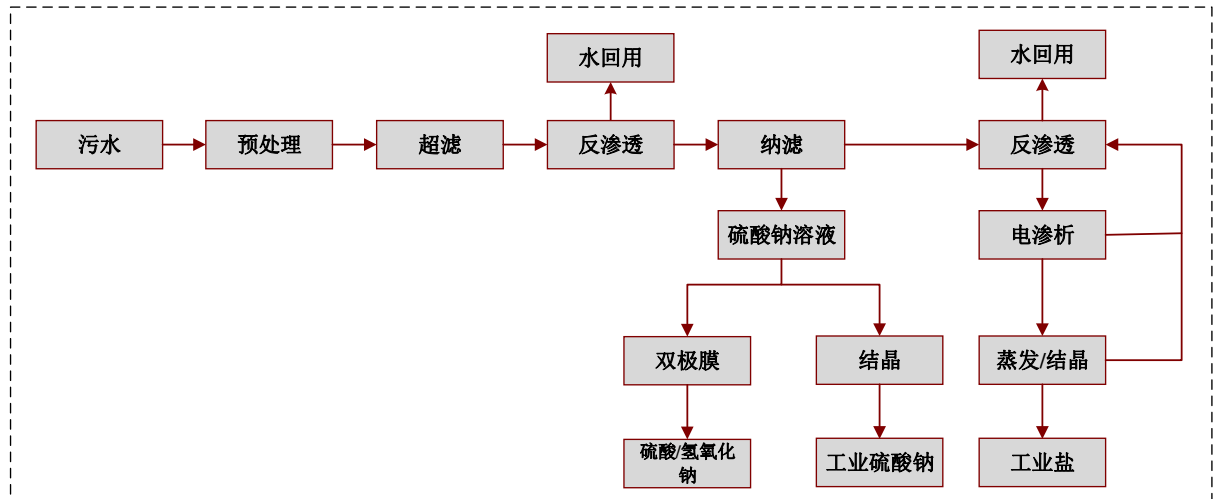 水回用
水回用
污水
预处理
超滤
反渗透
纳滤
反渗透
硫酸钠溶液
电渗析
双极膜
结晶
蒸发/结晶
硫酸/氢氧化
钠
工业硫酸钠
工业盐